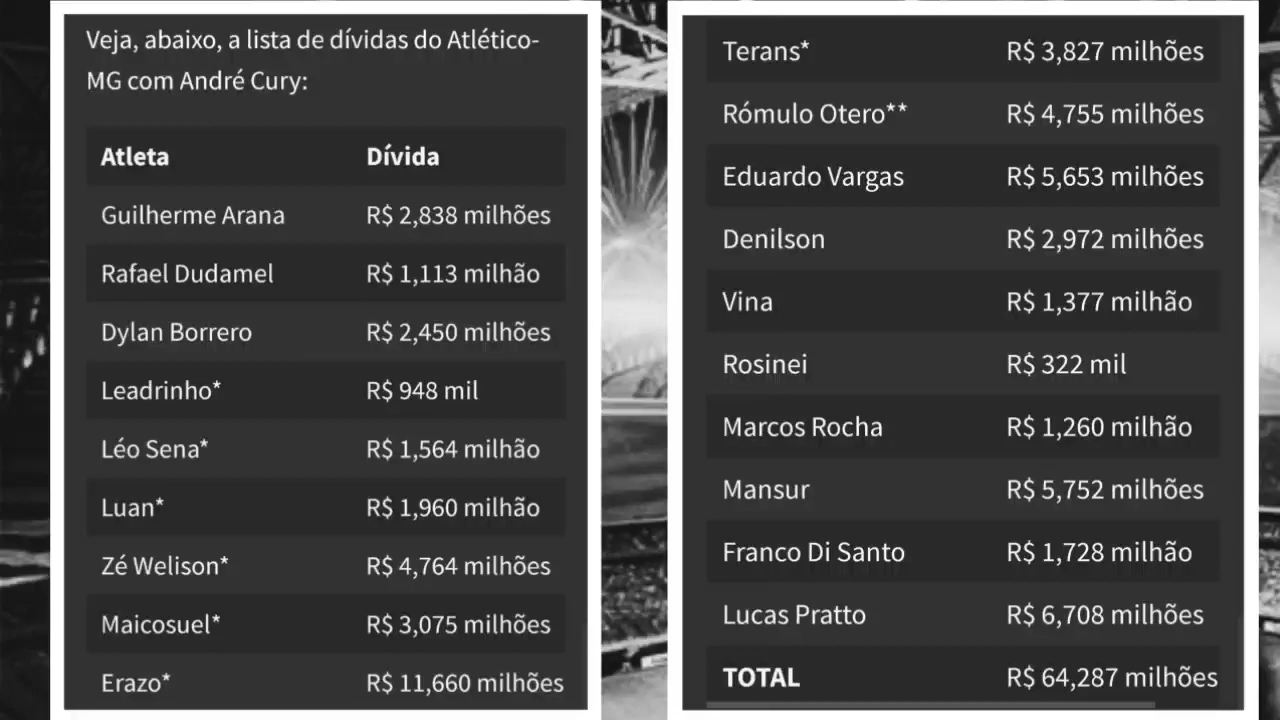 Veja, abaixo, a lista de dívidas do Atlético-
MG com André Cury:
Atleta Dívida
Guilherme Arana R$ 2,838 milhões
Rafael Dudamel R$ 1,113 milhão
Dylan Borrero R$ 2,450 milhões
Leadrinho* R$ 948 mil
Léo Sena* R$ 1,564 milhão
Luan* R$ 1,960 milhão
Zé Welison* R$ 4,764 milhões
Maicosuel* R$ 3,075 milhões
Erazo* R$ 11,660 milhões
Terans* R$ 3,827 milhões
Rómulo Otero** R$ 4,755 milhões
Eduardo Vargas R$ 5,653 milhões
Denilson R$ 2,972 milhões
Vina R$ 1,377 milhão
Rosinei R$ 322 mil
Marcos Rocha R$ 1,260 milhão
Mansur R$ 5,752 milhões
Franco Di Santo R$ 1,728 milhão
Lucas Pratto R$ 6,708 milhões
TOTAL R$ 64,287 milhões